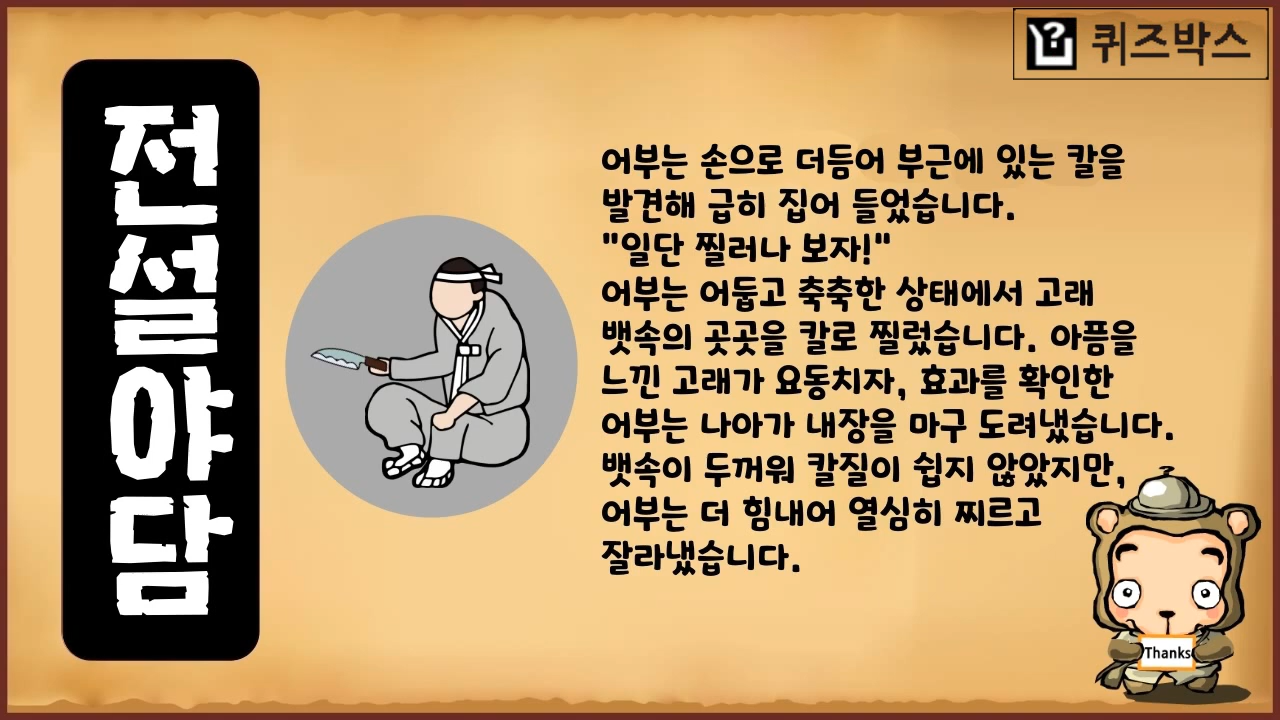 퀴즈박스
전설야담
어부는 손으로 더듬어 부근에 있는 칼을
발견해 급히 집어 들었습니다.
"일단 찔러나 보자!"
어부는 어둡고 축축한 상태에서 고래
뱃속의 곳곳을 칼로 찔렀습니다. 아픔을
느낀 고래가 요동치자, 효과를 확인한
어부는 나아가 내장을 마구 도려냈습니다.
뱃속이 두꺼워 칼질이 쉽지 않았지만,
어부는 더 힘내어 열심히 찌르고
잘라냈습니다.
Thanks